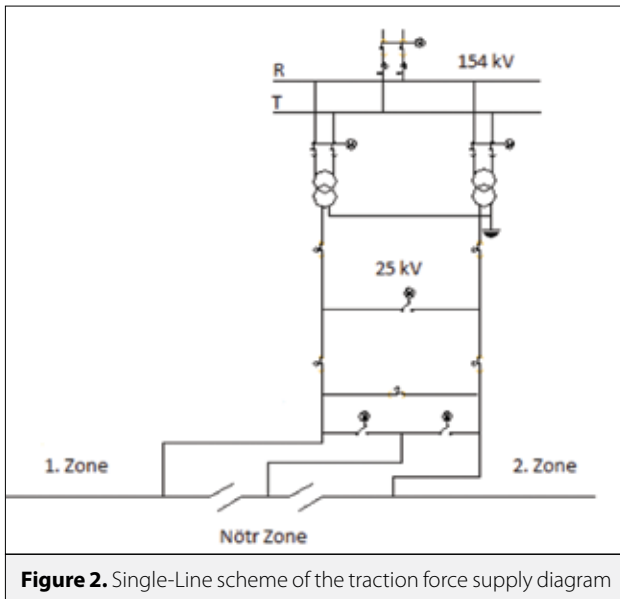 154 kV
R
T
25 kV
1. Zone
2. Zone
Nötr Zone
Figure 2. Single-Line scheme of the traction force supply diagram